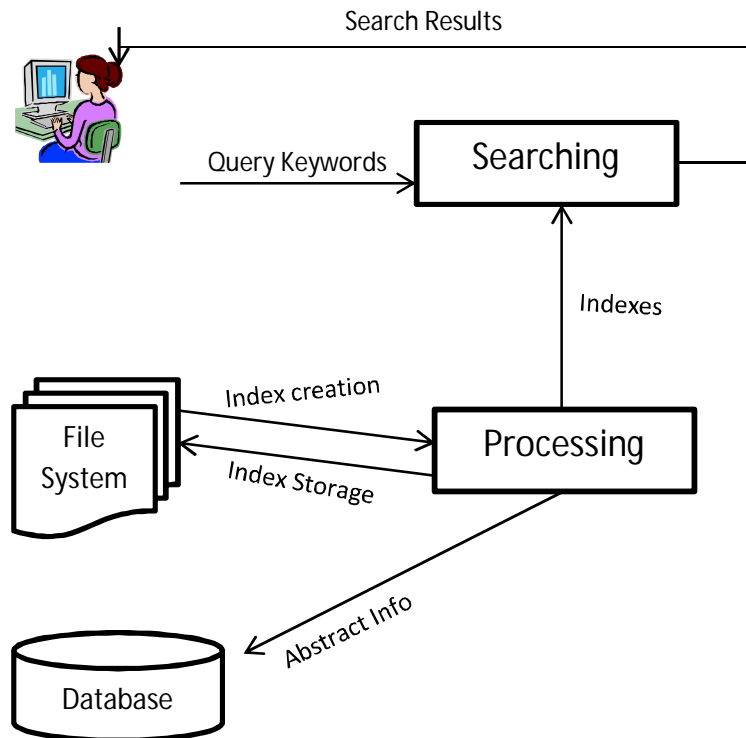 Search Results
Query Keywords
Searching
Indexes
Index creation
File
System
Processing
Index Storage
Abstract Info
Database